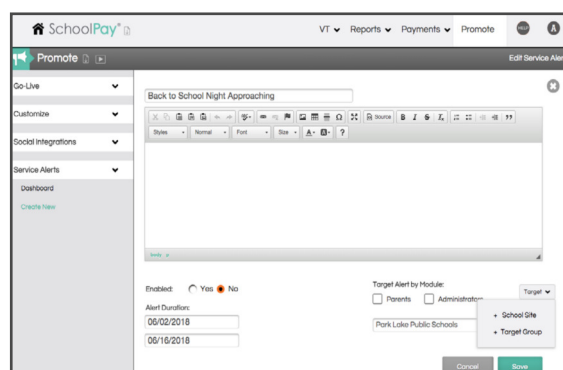 SchoolPay
VT Reports Payments Promote HELP
Promote Edit Service Aler
Go-Live
Customize
Social Integrations
Service Alerts
Dashboard
Create New
Back to School Night Approaching
Source B I S Ix
Styles Normal Font Size A A ?
Enabled: Yes No
Target Alert by Module:
Parents Administrators
Target
+ School Site
+ Target Group
Alert Duration:
06/02/2018
06/16/2018
Park Lake Public Schools
Cancel Save